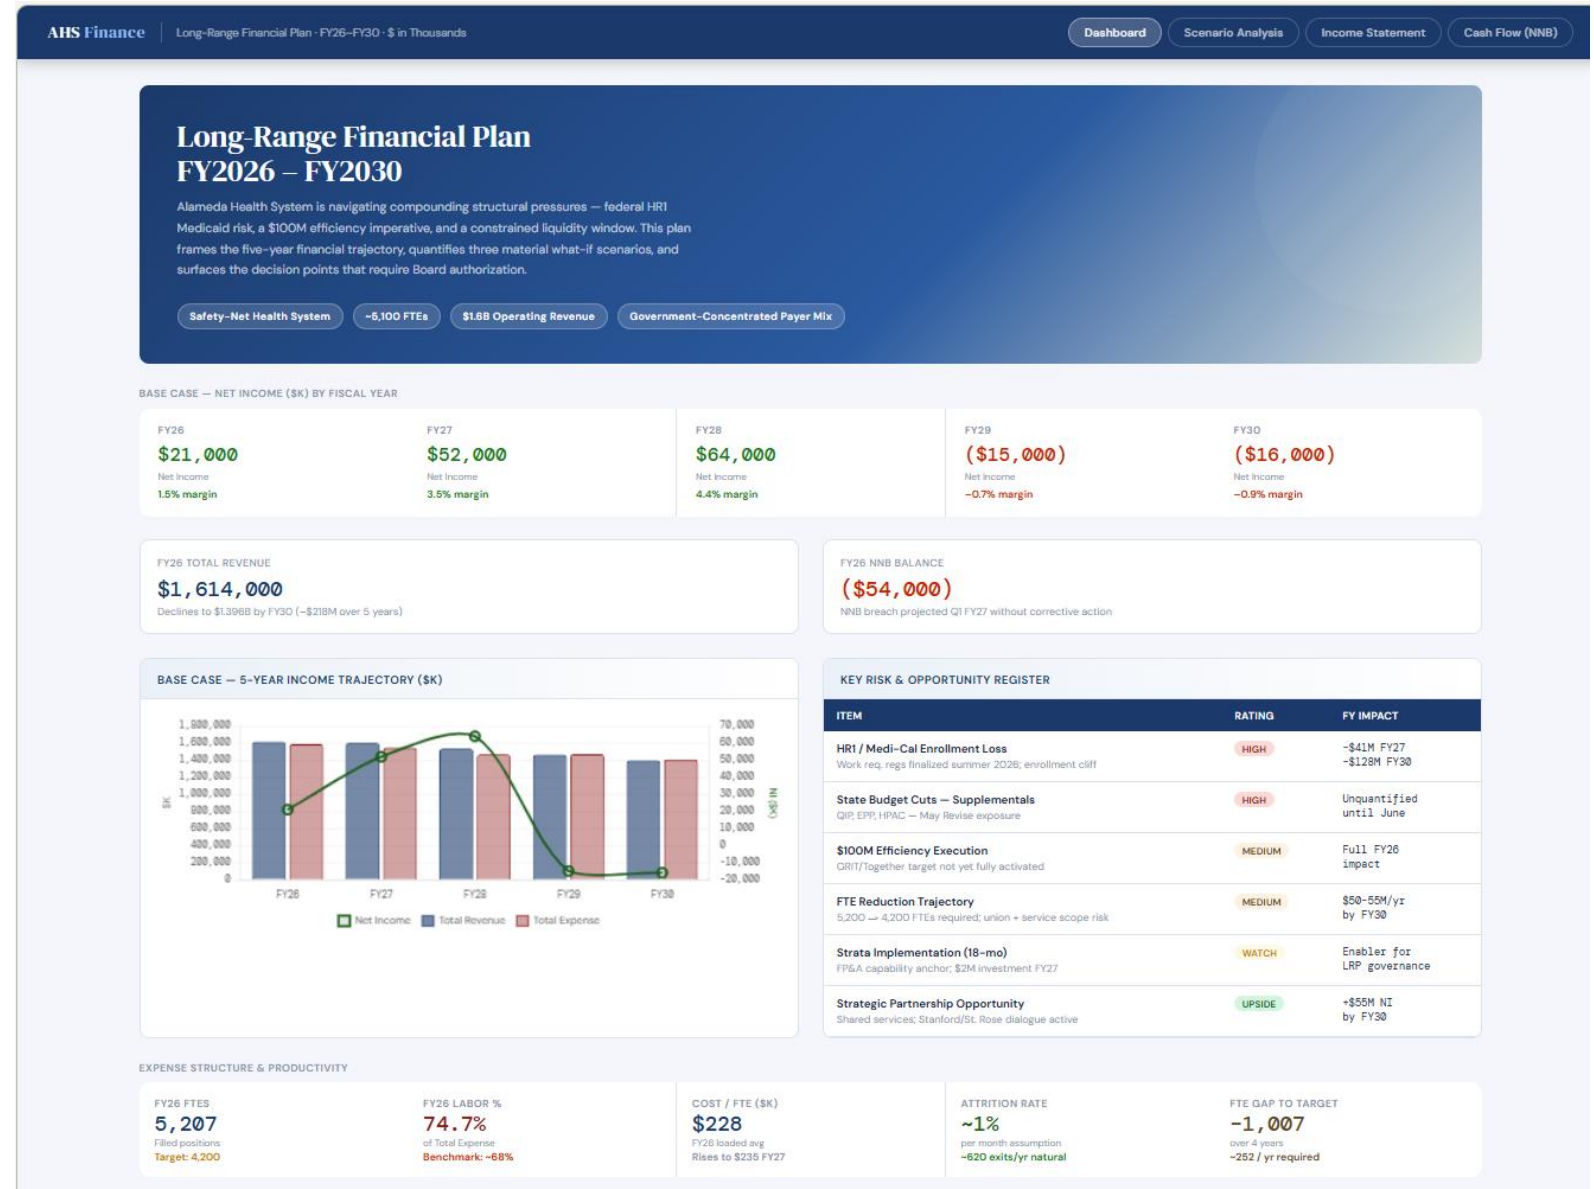 AHS Finance
Long-Range Financial Plan · FY26–FY30 · $ in Thousands
Dashboard
Scenario Analysis
Income Statement
Cash Flow (NNB)
Long-Range Financial Plan
FY2026 – FY2030
Alameda Health System is navigating compounding structural pressures — federal HR1
Medicaid risk, a $100M efficiency imperative, and a constrained liquidity window. This plan
frames the five-year financial trajectory, quantifies three material what-if scenarios, and
surfaces the decision points that require Board authorization.
Safety-Net Health System
~5,100 FTEs
$1.6B Operating Revenue
Government-Concentrated Payer Mix
BASE CASE — NET INCOME ($K) BY FISCAL YEAR
FY26
$21,000
Net Income
1.5% margin
FY27
$52,000
Net Income
3.5% margin
FY28
$64,000
Net Income
4.4% margin
FY29
($15,000)
Net Income
-0.7% margin
FY30
($16,000)
Net Income
-0.9% margin
FY26 TOTAL REVENUE
$1,614,000
Declines to $1.396B by FY30 (-$218M over 5 years)
FY26 NNB BALANCE
($54,000)
NNB breach projected Q1 FY27 without corrective action
BASE CASE — 5-YEAR INCOME TRAJECTORY ($K)
1,800,000
1,600,000
1,400,000
1,200,000
1,000,000
800,000
600,000
400,000
200,000
0
$K
70,000
60,000
50,000
40,000
30,000
20,000
10,000
0
-10,000
-20,000
NI ($K)
FY26
FY27
FY28
FY29
FY30
Net Income
Total Revenue
Total Expense
KEY RISK & OPPORTUNITY REGISTER
ITEM
RATING
FY IMPACT
HR1 / Medi-Cal Enrollment Loss
Work req. regs finalized summer 2026; enrollment cliff
HIGH
-$41M FY27
-$128M FY30
State Budget Cuts — Supplementals
QIP, EPP, HPAC — May Revise exposure
HIGH
Unquantified
until June
$100M Efficiency Execution
GRIT/Together target not yet fully activated
MEDIUM
Full FY26
impact
FTE Reduction Trajectory
5,200 → 4,200 FTEs required; union + service scope risk
MEDIUM
$50-55M/yr
by FY30
Strata Implementation (18-mo)
FP&A capability anchor; $2M investment FY27
WATCH
Enabler for
LRP governance
Strategic Partnership Opportunity
Shared services; Stanford/St. Rose dialogue active
UPSIDE
+$55M NI
by FY30
EXPENSE STRUCTURE & PRODUCTIVITY
FY26 FTES
5,207
Filled positions
Target: 4,200
FY26 LABOR %
74.7%
of Total Expense
Benchmark: ~68%
COST / FTE ($K)
$228
FY26 loaded avg
Rises to $235 FY27
ATTRITION RATE
~1%
per month assumption
~620 exits/yr natural
FTE GAP TO TARGET
-1,007
over 4 years
~252 / yr required